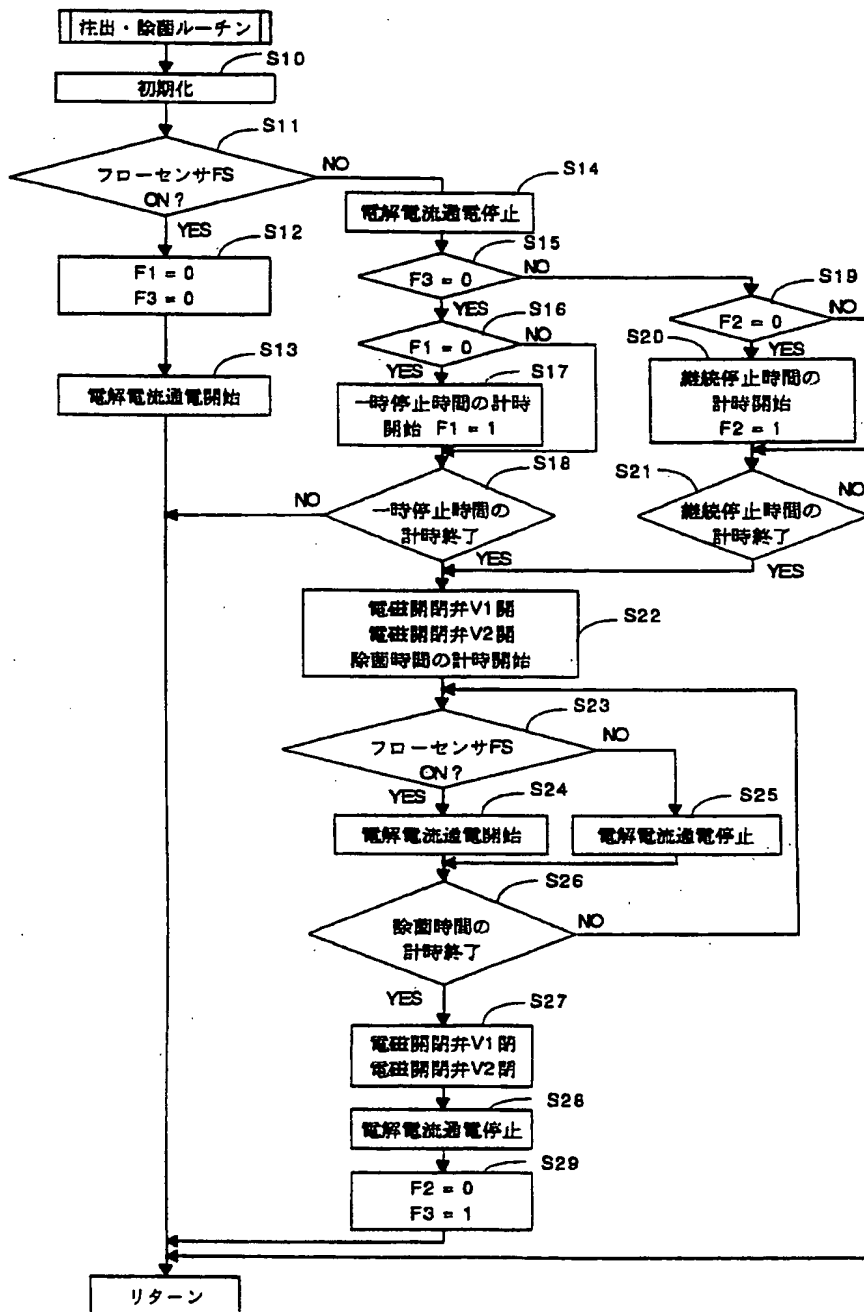 注出・除菌ルーチン
S10
初期化
S11
フローセンサFS
ON?
NO
YES
S12
F1 = 0
F3 = 0
S13
電解電流通電開始
S14
電解電流通電停止
S15
F3 = 0
NO
YES
S16
F1 = 0
NO
YES
S17
一時停止時間の計時
開始 F1 = 1
S18
一時停止時間の
計時終了
NO
YES
S19
F2 = 0
NO
YES
S20
継続停止時間の
計時開始
F2 = 1
S21
継続停止時間の
計時終了
NO
YES
S22
電磁開閉弁V1開
電磁開閉弁V2開
除菌時間の計時開始
S23
フローセンサFS
ON?
NO
YES
S24
電解電流通電開始
S25
電解電流通電停止
S26
除菌時間の
計時終了
NO
YES
S27
電磁開閉弁V1閉
電磁開閉弁V2閉
S28
電解電流通電停止
S29
F2 = 0
F3 = 1
リターン